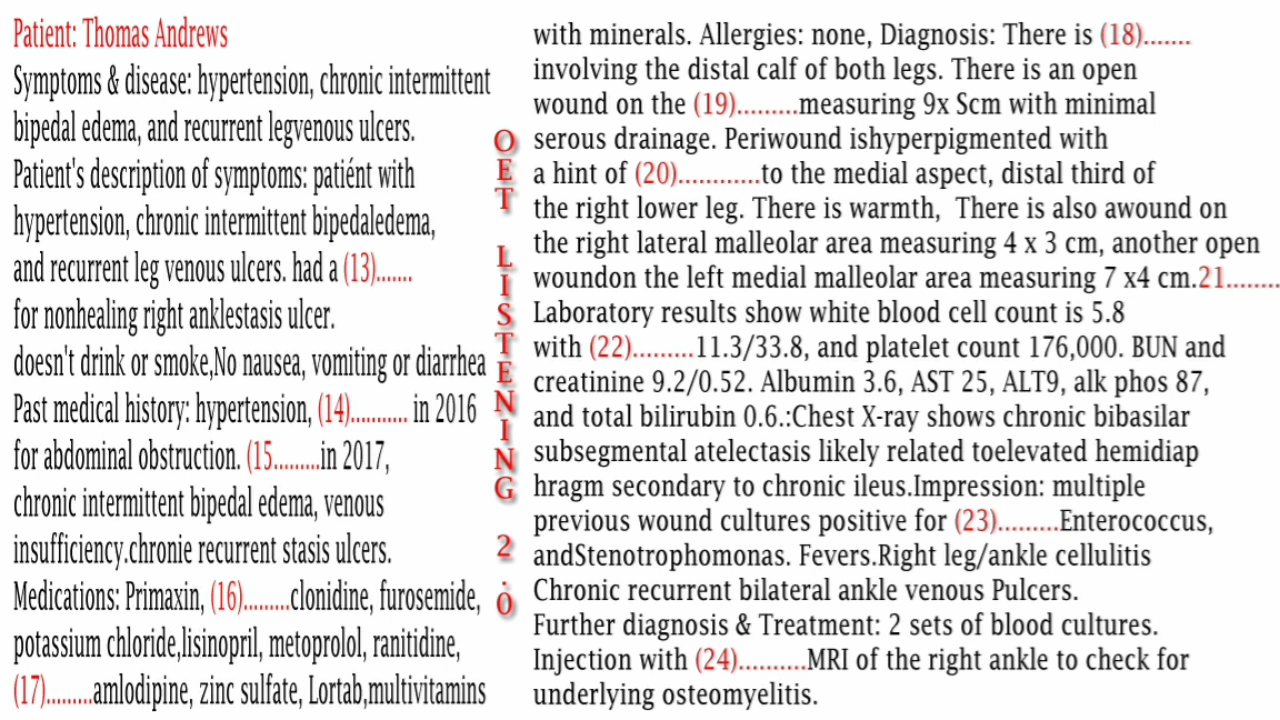 Patient: Thomas Andrews
Symptoms & disease: hypertension, chronic intermittent
bipedal edema, and recurrent legvenous ulcers.
Patient's description of symptoms: patiént with
hypertension, chronic intermittent bipedaledema,
and recurrent leg venous ulcers. had a (13).......
for nonhealing right anklestasis ulcer.
doesn't drink or smoke,No nausea, vomiting or diarrhea
Past medical history: hypertension, (14)........... in 2016
for abdominal obstruction. (15.........in 2017,
chronic intermittent bipedal edema, venous
insufficiency.chronie recurrent stasis ulcers.
Medications: Primaxin, (16).........clonidine, furosemide,
potassium chloride,lisinopril, metoprolol, ranitidine,
(17).........amlodipine, zinc sulfate, Lortab,multivitamins
OET LISTENING 2.0
with minerals. Allergies: none, Diagnosis: There is (18).......
involving the distal calf of both legs. There is an open
wound on the (19).........measuring 9x Scm with minimal
serous drainage. Periwound ishyperpigmented with
a hint of (20)............to the medial aspect, distal third of
the right lower leg. There is warmth,  There is also awound on
the right lateral malleolar area measuring 4 x 3 cm, another open
woundon the left medial malleolar area measuring 7 x4 cm.21........
Laboratory results show white blood cell count is 5.8
with (22).........11.3/33.8, and platelet count 176,000. BUN and
creatinine 9.2/0.52. Albumin 3.6, AST 25, ALT9, alk phos 87,
and total bilirubin 0.6.:Chest X-ray shows chronic bibasilar
subsegmental atelectasis likely related toelevated hemidiap
hragm secondary to chronic ileus.Impression: multiple
previous wound cultures positive for (23).........Enterococcus,
andStenotrophomonas. Fevers.Right leg/ankle cellulitis
Chronic recurrent bilateral ankle venous Pulcers.
Further diagnosis & Treatment: 2 sets of blood cultures.
Injection with (24)..........MRI of the right ankle to check for
underlying osteomyelitis.